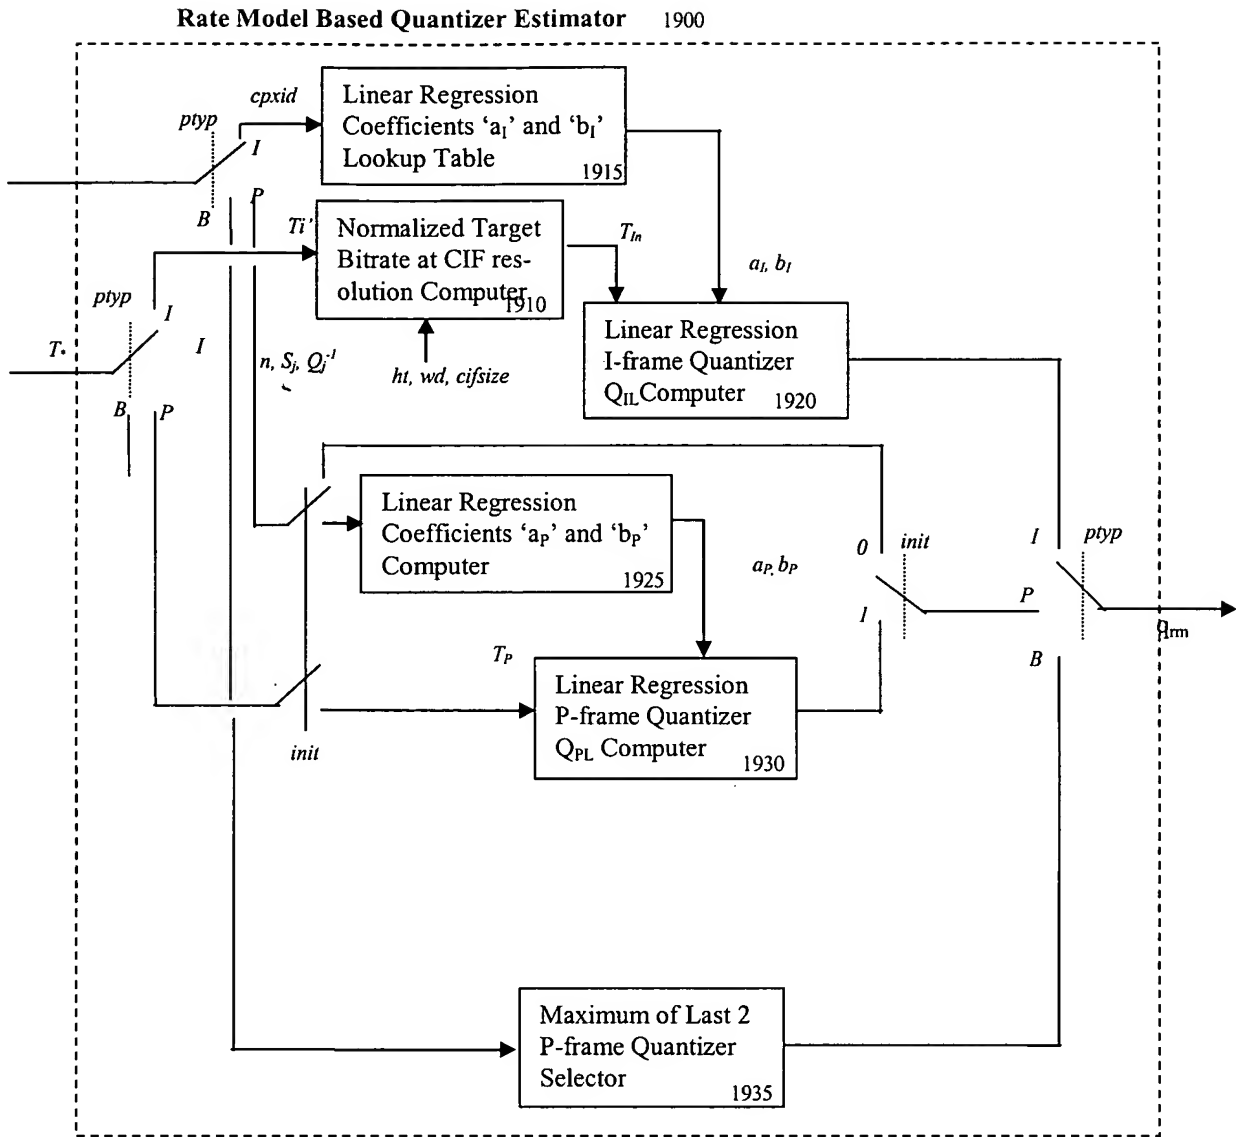 Rate Model Based Quantizer Estimator 1900
cpxid
ptyp
I
Linear Regression
Coefficients ‘aI’ and ‘bI’
Lookup Table
1915
B
P
Ti'
Normalized Target
Bitrate at CIF res-
olution Computer
1910
TIn
aI, bI
ptyp
I
T*
I
n, Sj, Qj-1
ht, wd, cifsize
Linear Regression
I-frame Quantizer
QIL Computer
1920
B
P
Linear Regression
Coefficients ‘aP’ and ‘bP’
Computer
1925
aP, bP
0
init
1
I
ptyp
P
B
qrm
TP
Linear Regression
P-frame Quantizer
QPL Computer
1930
init
Maximum of Last 2
P-frame Quantizer
Selector
1935